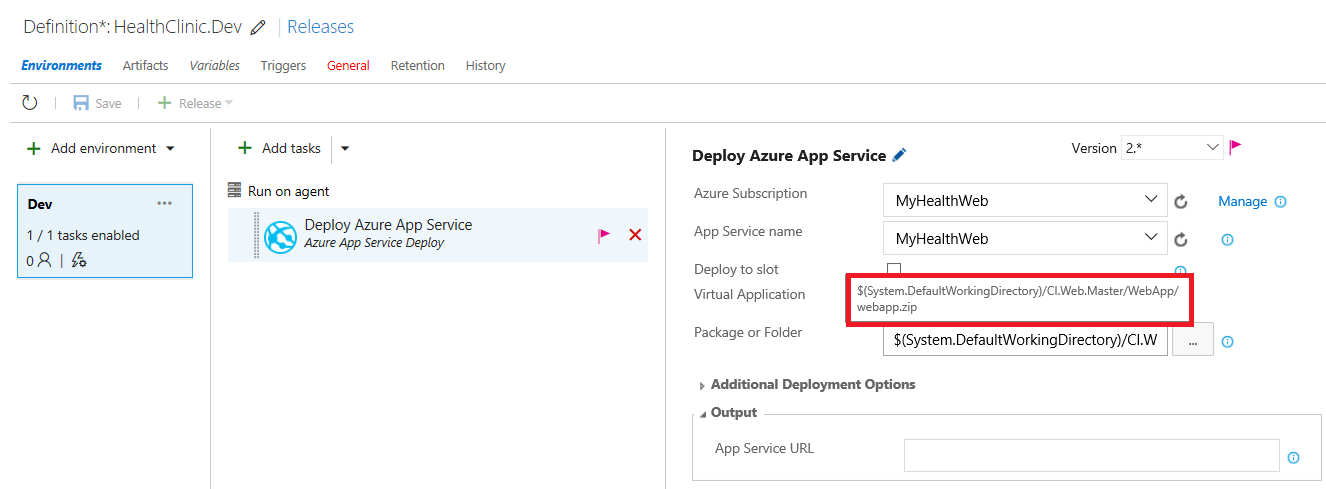 Definition*: HealthClinic.Dev | Releases
Environments Artifacts Variables Triggers General Retention History
Save Release
Add environment
Add tasks
Deploy Azure App Service
Version 2.*
Dev ...
1 / 1 tasks enabled
0
Run on agent
Deploy Azure App Service
Azure App Service Deploy
Azure Subscription MyHealthWeb Manage
App Service name MyHealthWeb
Deploy to slot
Virtual Application
$(System.DefaultWorkingDirectory)/CI.Web.Master/WebApp/
webapp.zip
Package or Folder $(System.DefaultWorkingDirectory)/CI.W ...
Additional Deployment Options
Output
App Service URL